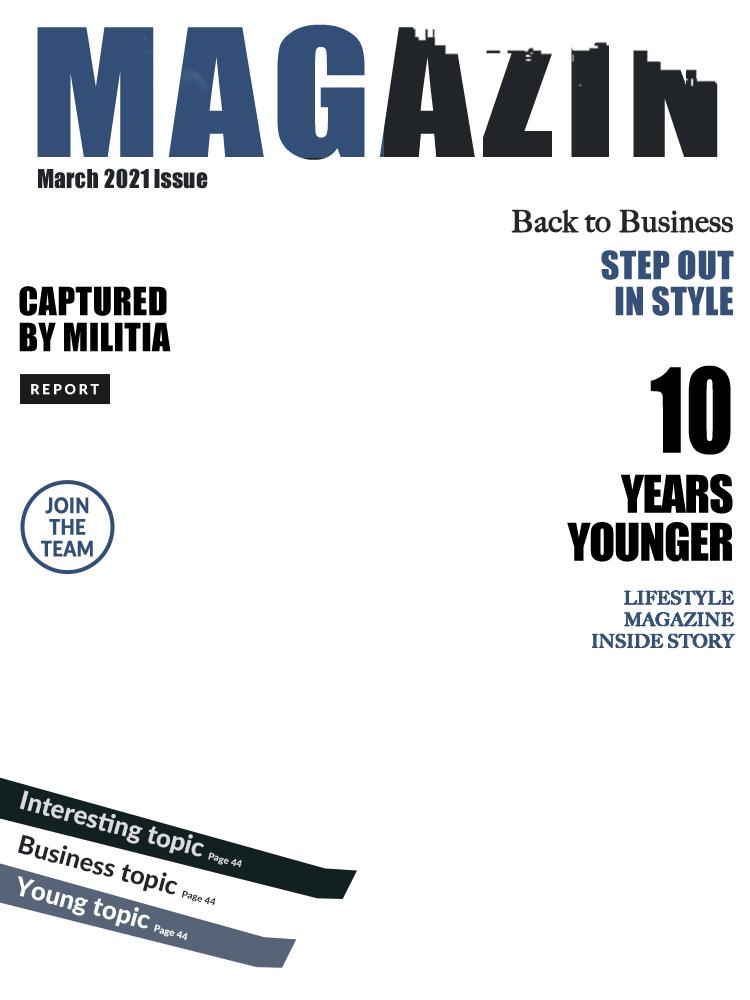 MAGAZIN
March 2021 Issue
Back to Business
STEP OUT
IN STYLE
CAPTURED
BY MILITIA
REPORT
10
YEARS
YOUNGER
JOIN
THE
TEAM
LIFESTYLE
MAGAZINE
INSIDE STORY
Interesting topic Page 44
Business topic Page 44
Young topic Page 44